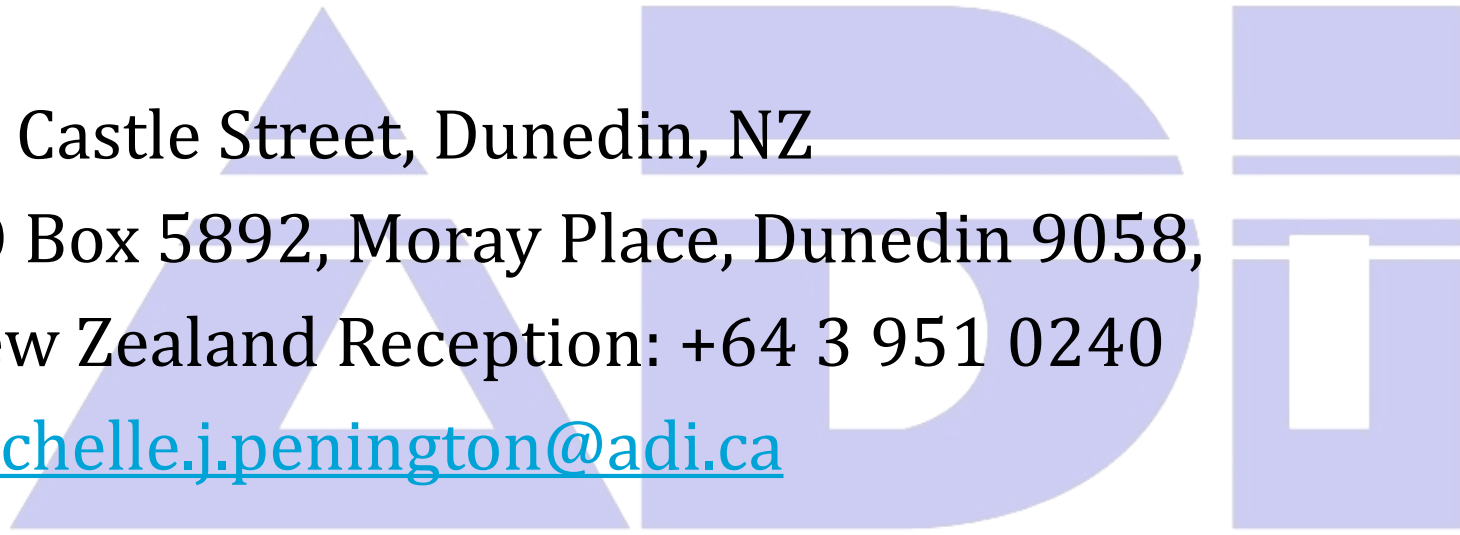 Castle Street, Dunedin, NZ
Box 5892, Moray Place, Dunedin 9058,
Zealand Reception: +64 3 951 0240
chelle.j.penington@adi.ca
ADI